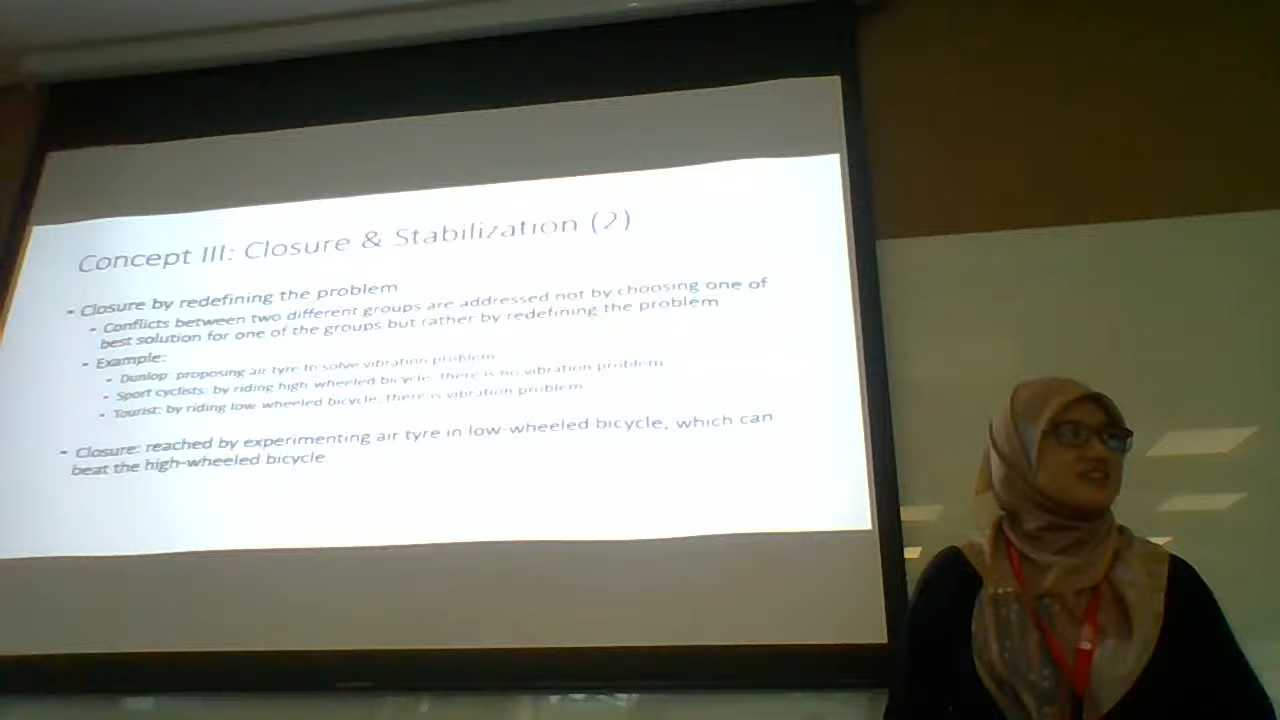 Concept III: Closure & Stabilization (2)
• Closure by redefining the problem
• Conflicts between two different groups are addressed not by choosing one of
best solution for one of the groups but rather by redefining the problem
• Example:
• Dunlop: proposing air tyre to solve vibration problem
• Sport cyclists: by riding high-wheeled bicycle, there is no vibration problem
• Tourist: by riding low-wheeled bicycle, there is vibration problem
• Closure: reached by experimenting air tyre in low-wheeled bicycle, which can
beat the high-wheeled bicycle